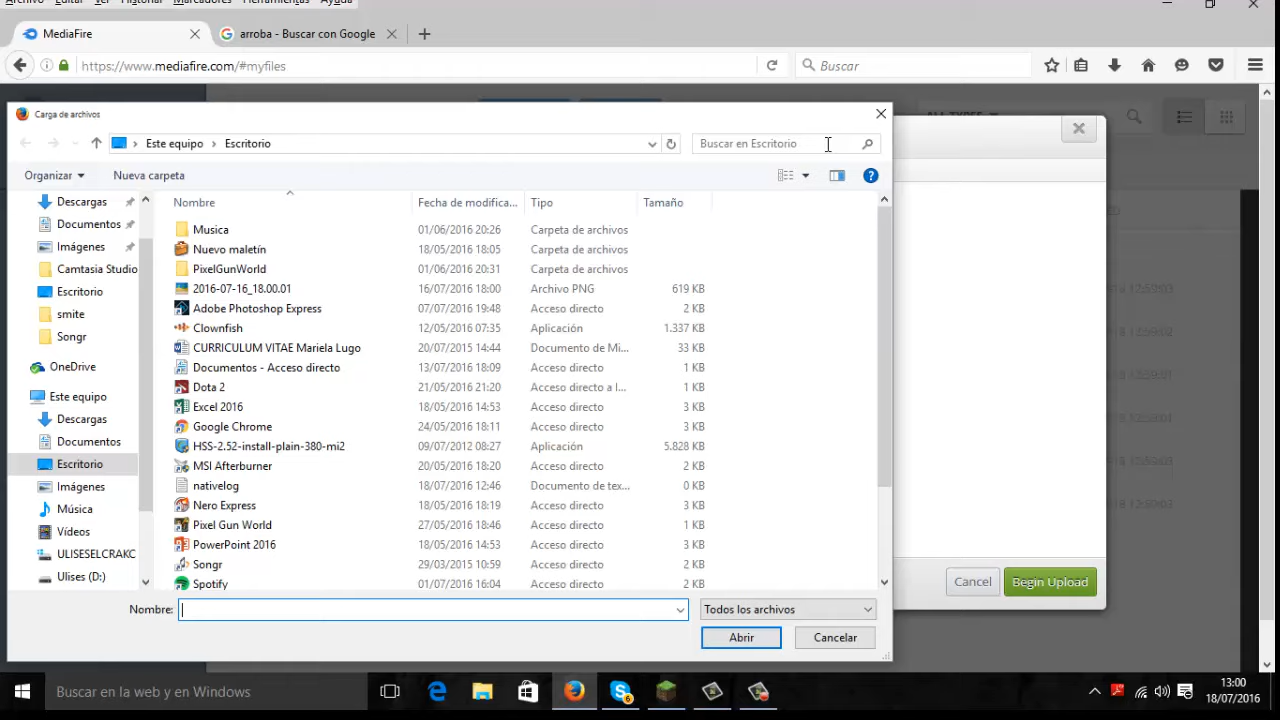 Archivo Editar Ver Historial Marcadores Herramientas Ayuda
MediaFire
arroba - Buscar con Google
https://www.mediafire.com/#myfiles
Buscar
Carga de archivos
ALL TYPES
Este equipo > Escritorio
Buscar en Escritorio
Organizar
Nueva carpeta
Nombre Fecha de modifica... Tipo Tamaño
Descargas
Documentos
Imágenes
Camtasia Studio
Escritorio
smite
Songr
OneDrive
Este equipo
Descargas
Documentos
Escritorio
Imágenes
Música
Vídeos
ULISESELCRAKC
Ulises (D:)
Musica 01/06/2016 20:26 Carpeta de archivos
Nuevo maletín 18/05/2016 18:05 Carpeta de archivos
PixelGunWorld 01/06/2016 20:31 Carpeta de archivos
2016-07-16_18.00.01 16/07/2016 18:00 Archivo PNG 619 KB
Adobe Photoshop Express 07/07/2016 19:48 Acceso directo 2 KB
Clownfish 12/05/2016 07:35 Aplicación 1.337 KB
CURRICULUM VITAE Mariela Lugo 20/07/2015 14:44 Documento de Mi... 33 KB
Documentos - Acceso directo 13/07/2016 18:09 Acceso directo 1 KB
Dota 2 21/05/2016 21:20 Acceso directo a I... 1 KB
Excel 2016 18/05/2016 14:53 Acceso directo 3 KB
Google Chrome 24/05/2016 18:11 Acceso directo 3 KB
HSS-2.52-install-plain-380-mi2 09/07/2012 08:27 Aplicación 5.828 KB
MSI Afterburner 20/05/2016 18:20 Acceso directo 2 KB
nativelog 18/07/2016 12:46 Documento de tex... 0 KB
Nero Express 18/05/2016 18:19 Acceso directo 3 KB
Pixel Gun World 27/05/2016 18:46 Acceso directo 1 KB
PowerPoint 2016 18/05/2016 14:53 Acceso directo 3 KB
Songr 29/03/2015 10:59 Acceso directo 2 KB
Spotify 01/07/2016 16:04 Acceso directo 2 KB
Nombre:
Todos los archivos
Abrir
Cancelar
Cancel
Begin Upload
Buscar en la web y en Windows
6
13:00
18/07/2016